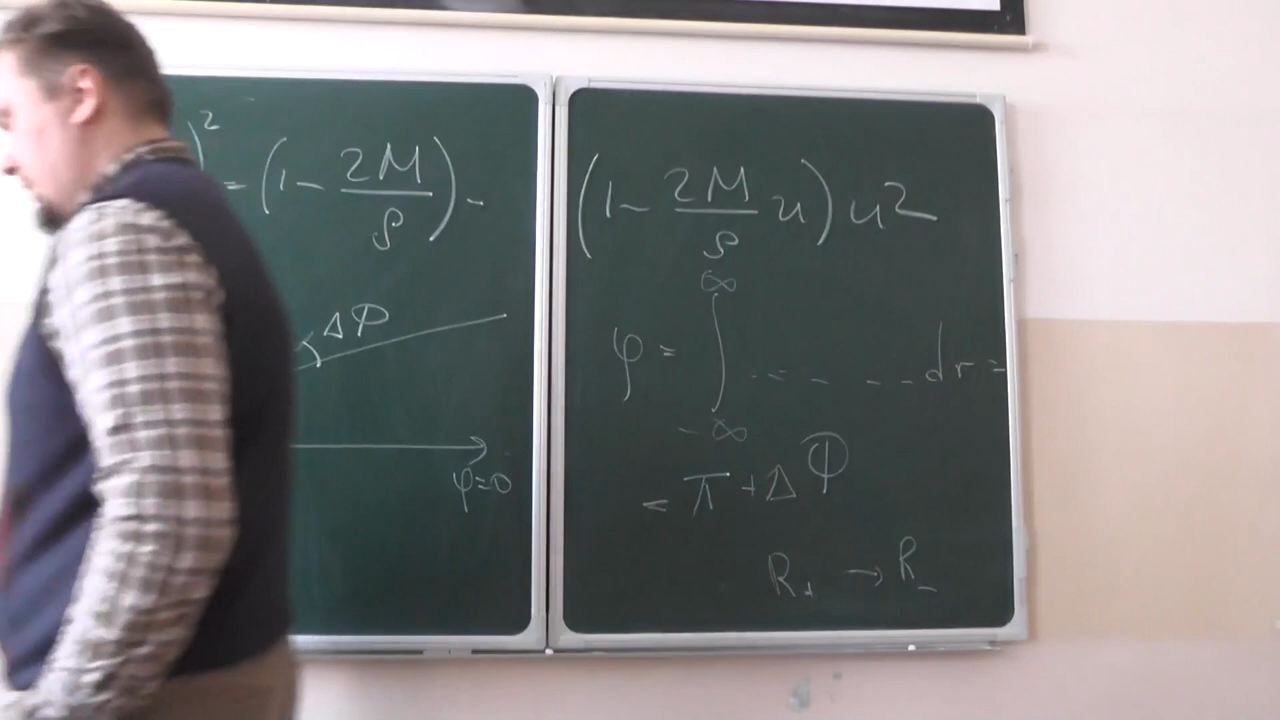 )² = (1 - 2M/ρ) - (1 - 2M/ρ u) u²
ΔΦ
φ=0
φ = ∫_{-∞}^{∞} ... - - - - dr =
= π + ΔΦ
R₊ → R₋